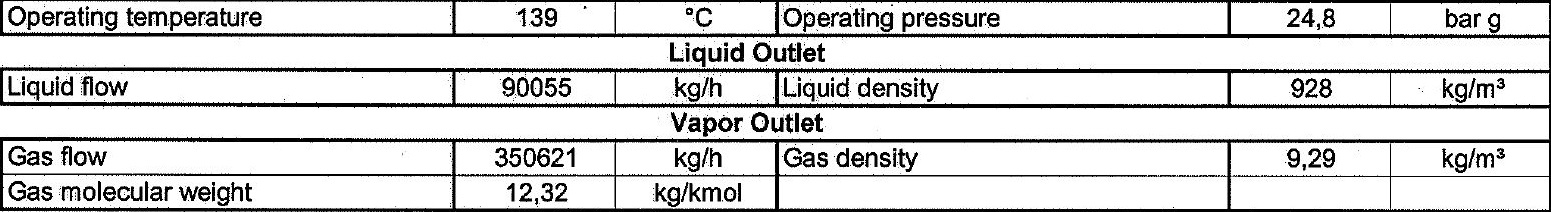 Operating temperature 139 °C Operating pressure 24,8 bar g
Liquid Outlet
Liquid flow 90055 kg/h Liquid density 928 kg/m³
Vapor Outlet
Gas flow 350621 kg/h Gas density 9,29 kg/m³
Gas molecular weight 12,32 kg/kmol